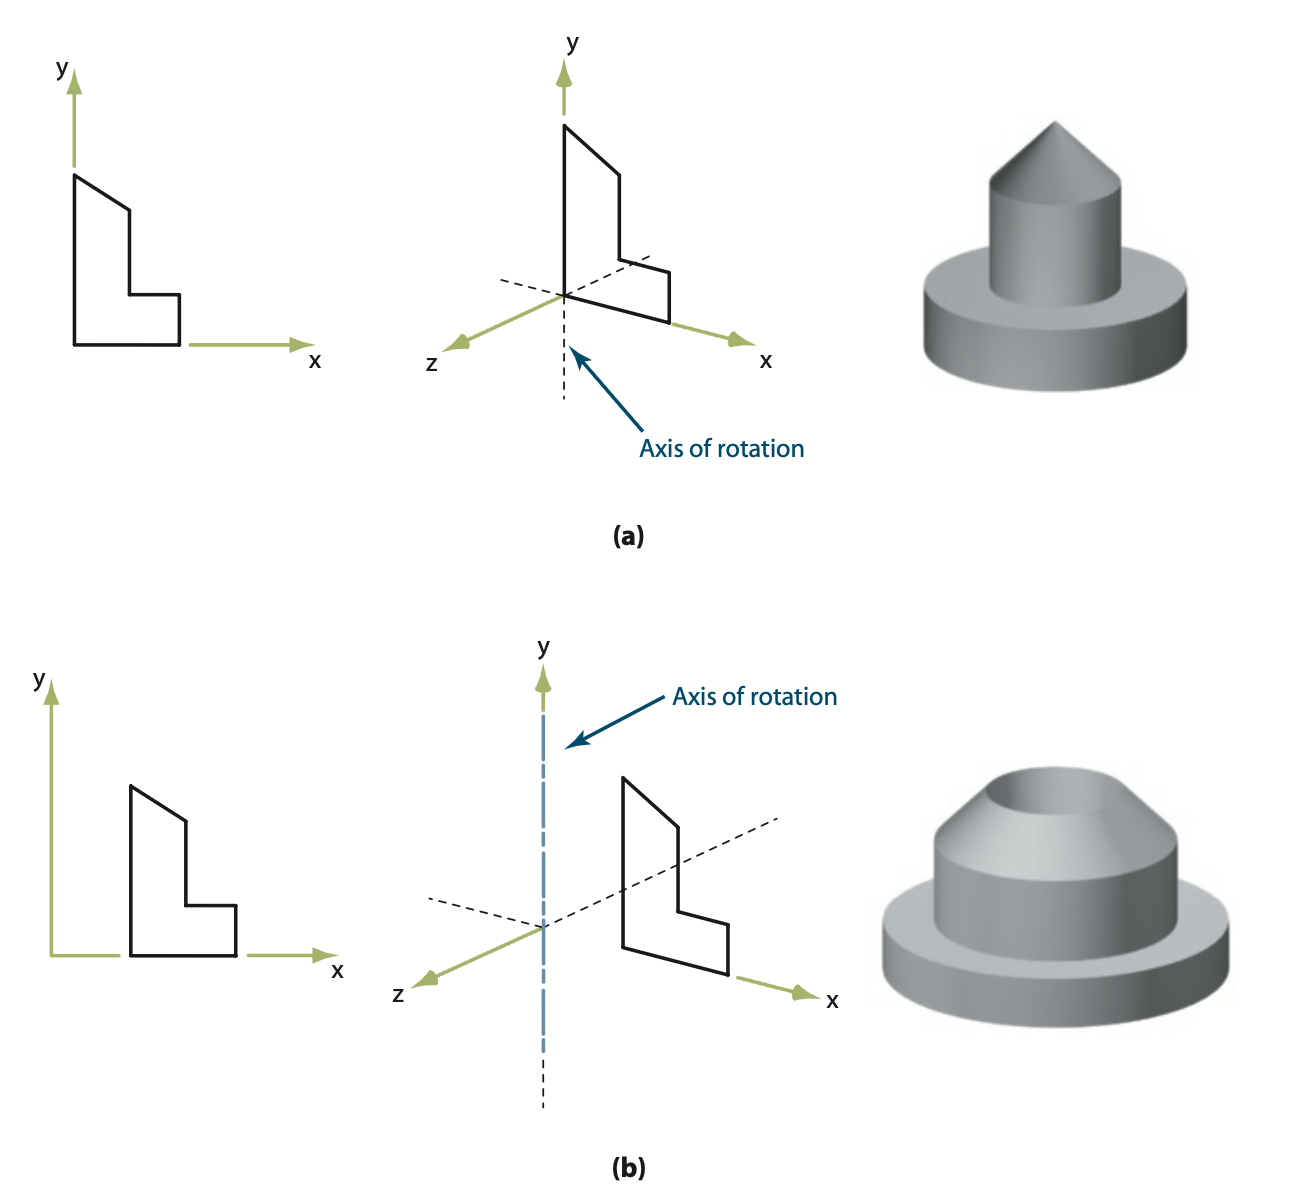 y
x
y
z
x
Axis of rotation
(a)
y
x
y
Axis of rotation
z
x
(b)